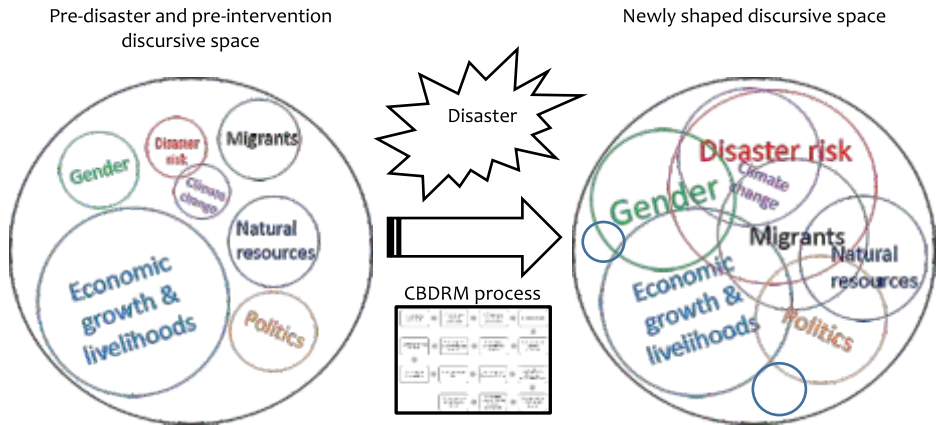 Pre-disaster and pre-intervention
discursive space
Newly shaped discursive space
Disaster
CBDRM process
Gender
Disaster
risk
Migrants
Climate
change
Natural
resources
Economic
growth &
livelihoods
Politics
Disaster risk
Climate
change
Gender
Migrants
Natural
resources
Economic
growth &
livelihoods
Politics